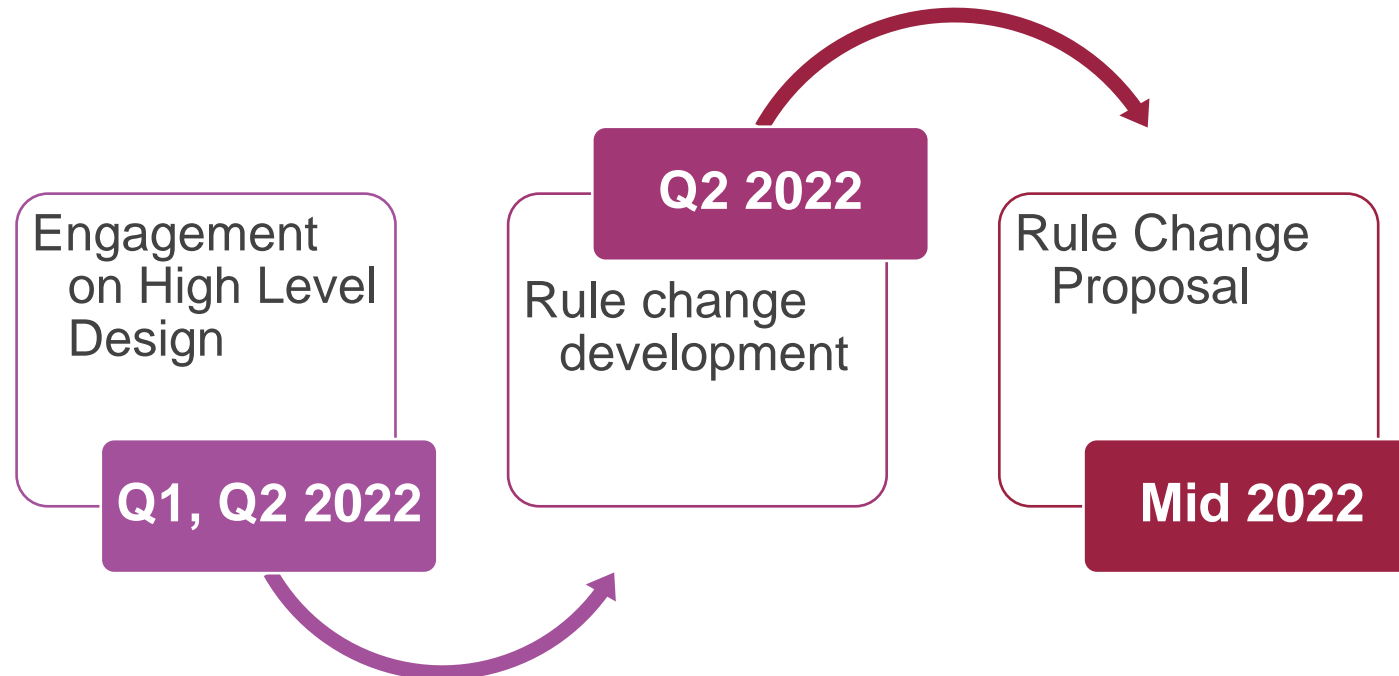 Engagement
on High Level
Design
Q1, Q2 2022
Q2 2022
Rule change
development
Rule Change
Proposal
Mid 2022